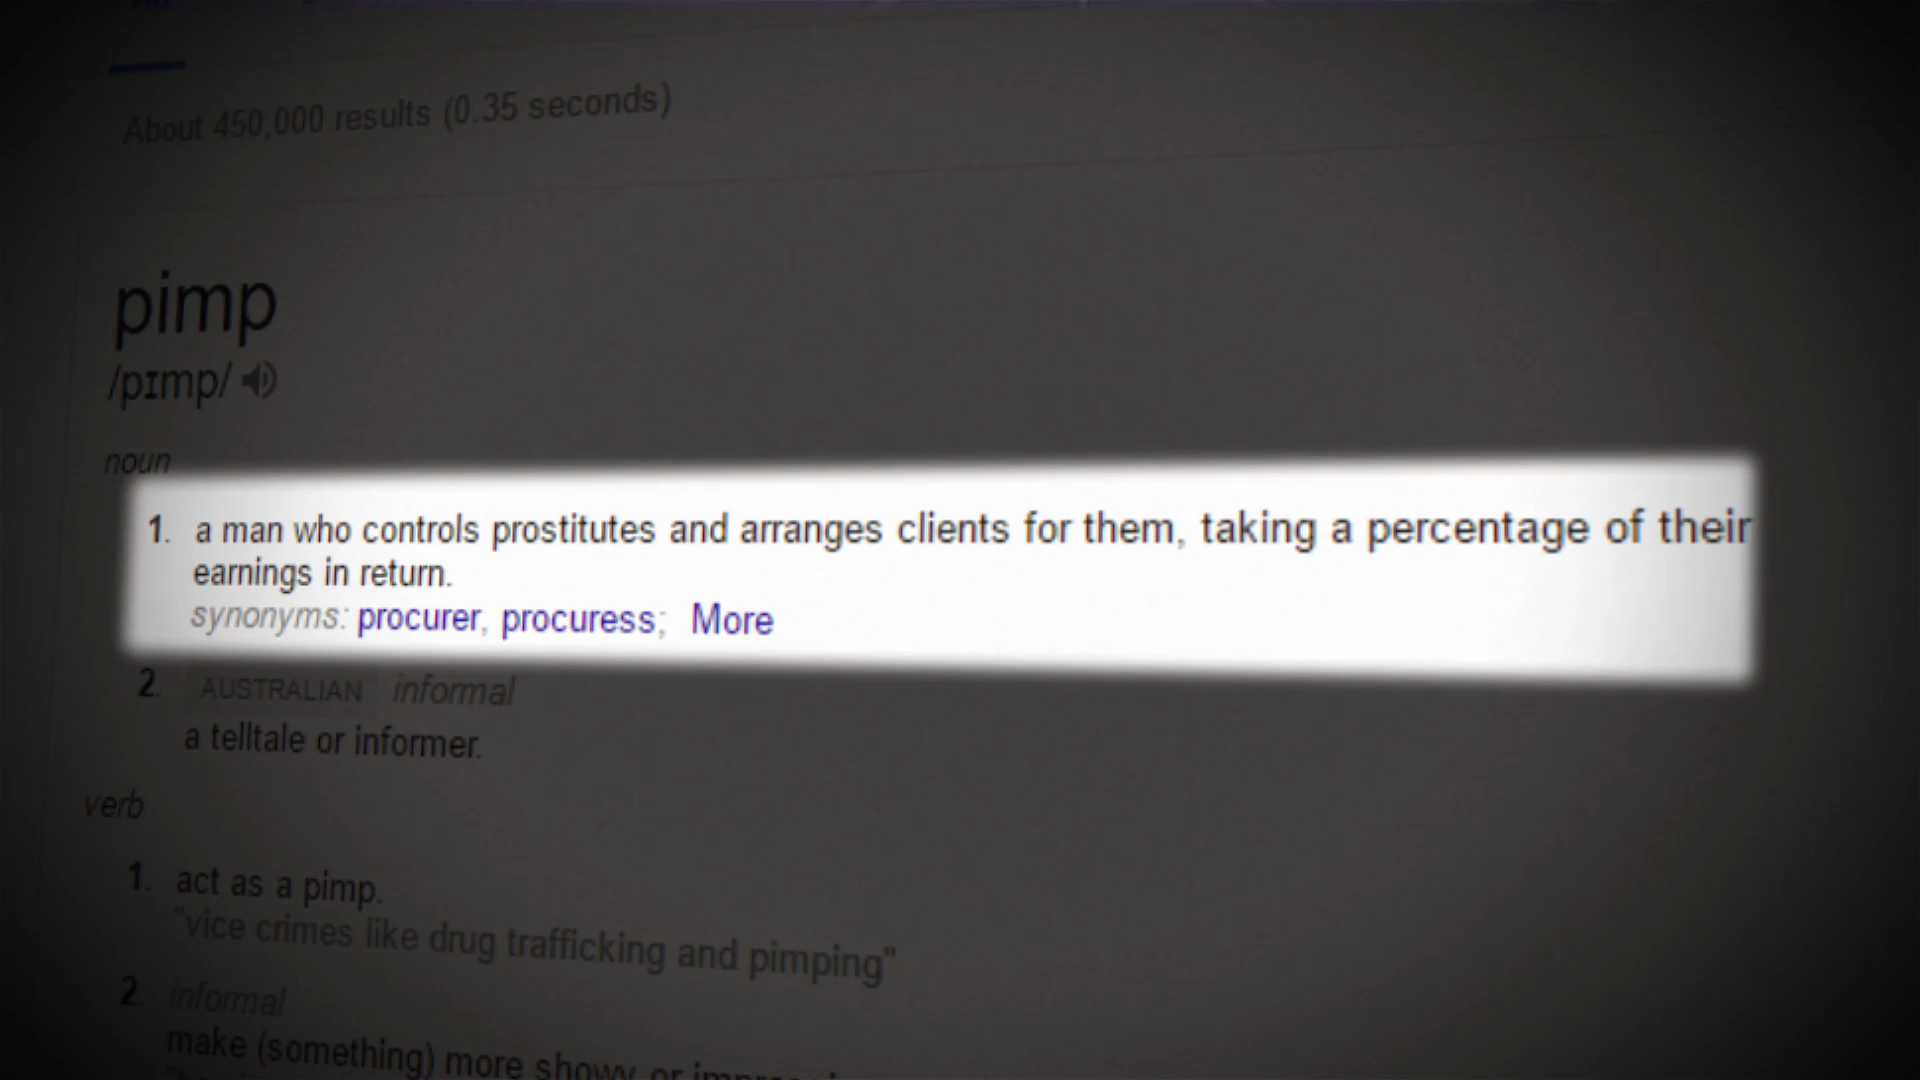 About 450,000 results (0.35 seconds)
pimp
/pɪmp/
noun
1. a man who controls prostitutes and arranges clients for them, taking a percentage of their
earnings in return.
synonyms: procurer, procuress; More
2. AUSTRALIAN informal
a telltale or informer.
verb
1. act as a pimp.
"vice crimes like drug trafficking and pimping"
2. informal
make (something) more showy or